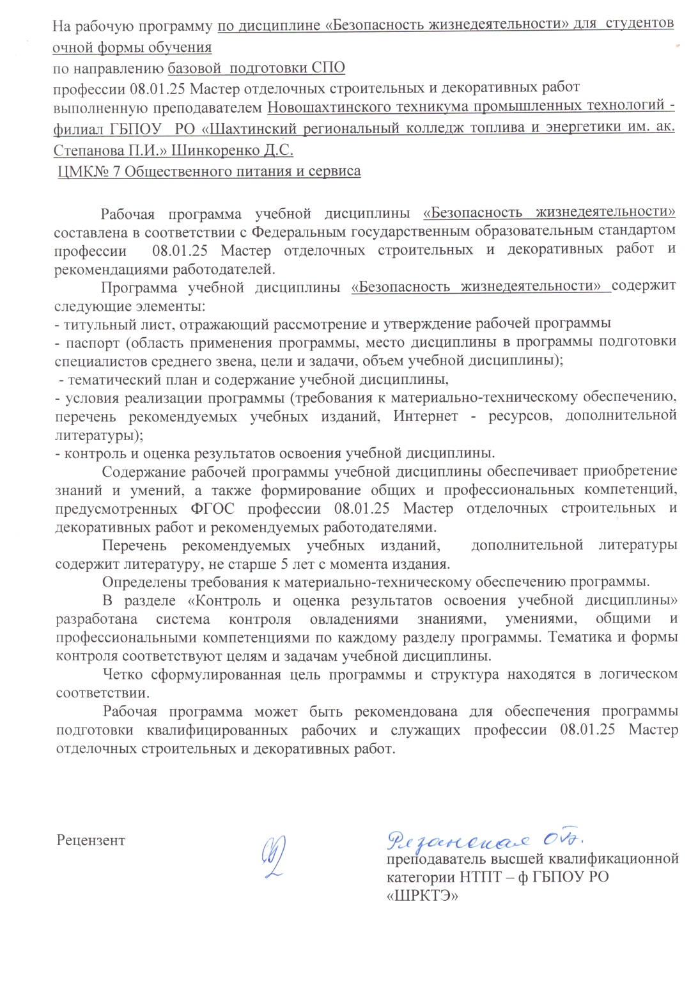 На рабочую программу по дисциплине «Безопасность жизнедеятельности» для студентов
очной формы обучения
по направлению базовой подготовки СПО
профессии 08.01.25 Мастер отделочных строительных и декоративных работ
выполненную преподавателем Новошахтинского техникума промышленных технологий -
филиал ГБПОУ РО «Шахтинский региональный колледж топлива и энергетики им. ак.
Степанова П.И.» Шинкоренко Д.С.
ЦМК№ 7 Общественного питания и сервиса
Рабочая программа учебной дисциплины «Безопасность жизнедеятельности»
составлена в соответствии с Федеральным государственным образовательным стандартом
профессии 08.01.25 Мастер отделочных строительных и декоративных работ и
рекомендациями работодателей.
Программа учебной дисциплины «Безопасность жизнедеятельности» содержит
следующие элементы:
- титульный лист, отражающий рассмотрение и утверждение рабочей программы
- паспорт (область применения программы, место дисциплины в программы подготовки
специалистов среднего звена, цели и задачи, объем учебной дисциплины);
- тематический план и содержание учебной дисциплины,
- условия реализации программы (требования к материально-техническому обеспечению,
перечень рекомендуемых учебных изданий, Интернет - ресурсов, дополнительной
литературы);
- контроль и оценка результатов освоения учебной дисциплины.
Содержание рабочей программы учебной дисциплины обеспечивает приобретение
знаний и умений, а также формирование общих и профессиональных компетенций,
предусмотренных ФГОС профессии 08.01.25 Мастер отделочных строительных и
декоративных работ и рекомендуемых работодателями.
Перечень рекомендуемых учебных изданий, дополнительной литературы
содержит литературу, не старше 5 лет с момента издания.
Определены требования к материально-техническому обеспечению программы.
В разделе «Контроль и оценка результатов освоения учебной дисциплины»
разработана система контроля овладениями знаниями, умениями, общими и
профессиональными компетенциями по каждому разделу программы. Тематика и формы
контроля соответствуют целям и задачам учебной дисциплины.
Четко сформулированная цель программы и структура находятся в логическом
соответствии.
Рабочая программа может быть рекомендована для обеспечения программы
подготовки квалифицированных рабочих и служащих профессии 08.01.25 Мастер
отделочных строительных и декоративных работ.
Рецензент
Рязанская О.В.
преподаватель высшей квалификационной
категории НТПТ – ф ГБПОУ РО
«ШРКТЭ»